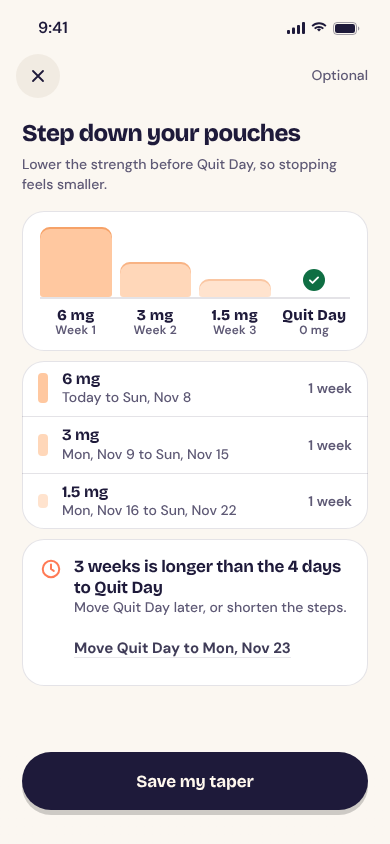 9:41
Optional
Step down your pouches
Lower the strength before Quit Day, so stopping
feels smaller.
6 mg
Week 1
3 mg
Week 2
1.5 mg
Week 3
Quit Day
0 mg
6 mg
Today to Sun, Nov 8
1 week
3 mg
Mon, Nov 9 to Sun, Nov 15
1 week
1.5 mg
Mon, Nov 16 to Sun, Nov 22
1 week
3 weeks is longer than the 4 days
to Quit Day
Move Quit Day later, or shorten the steps.
Move Quit Day to Mon, Nov 23
Save my taper